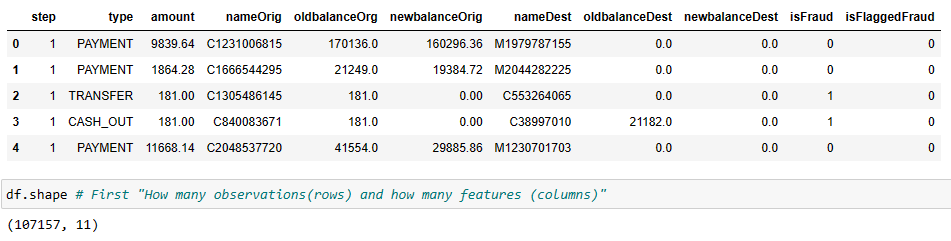 step type amount nameOrig oldbalanceOrg newbalanceOrig nameDest oldbalanceDest newbalanceDest isFraud isFlaggedFraud
0 1 PAYMENT 9839.64 C1231006815 170136.0 160296.36 M1979787155 0.0 0.0 0 0
1 1 PAYMENT 1864.28 C1666544295 21249.0 19384.72 M2044282225 0.0 0.0 0 0
2 1 TRANSFER 181.00 C1305486145 181.0 0.00 C553264065 0.0 0.0 1 0
3 1 CASH_OUT 181.00 C840083671 181.0 0.00 C38997010 21182.0 0.0 1 0
4 1 PAYMENT 11668.14 C2048537720 41554.0 29885.86 M1230701703 0.0 0.0 0 0
df.shape # First "How many observations(rows) and how many features (columns)"
(107157, 11)